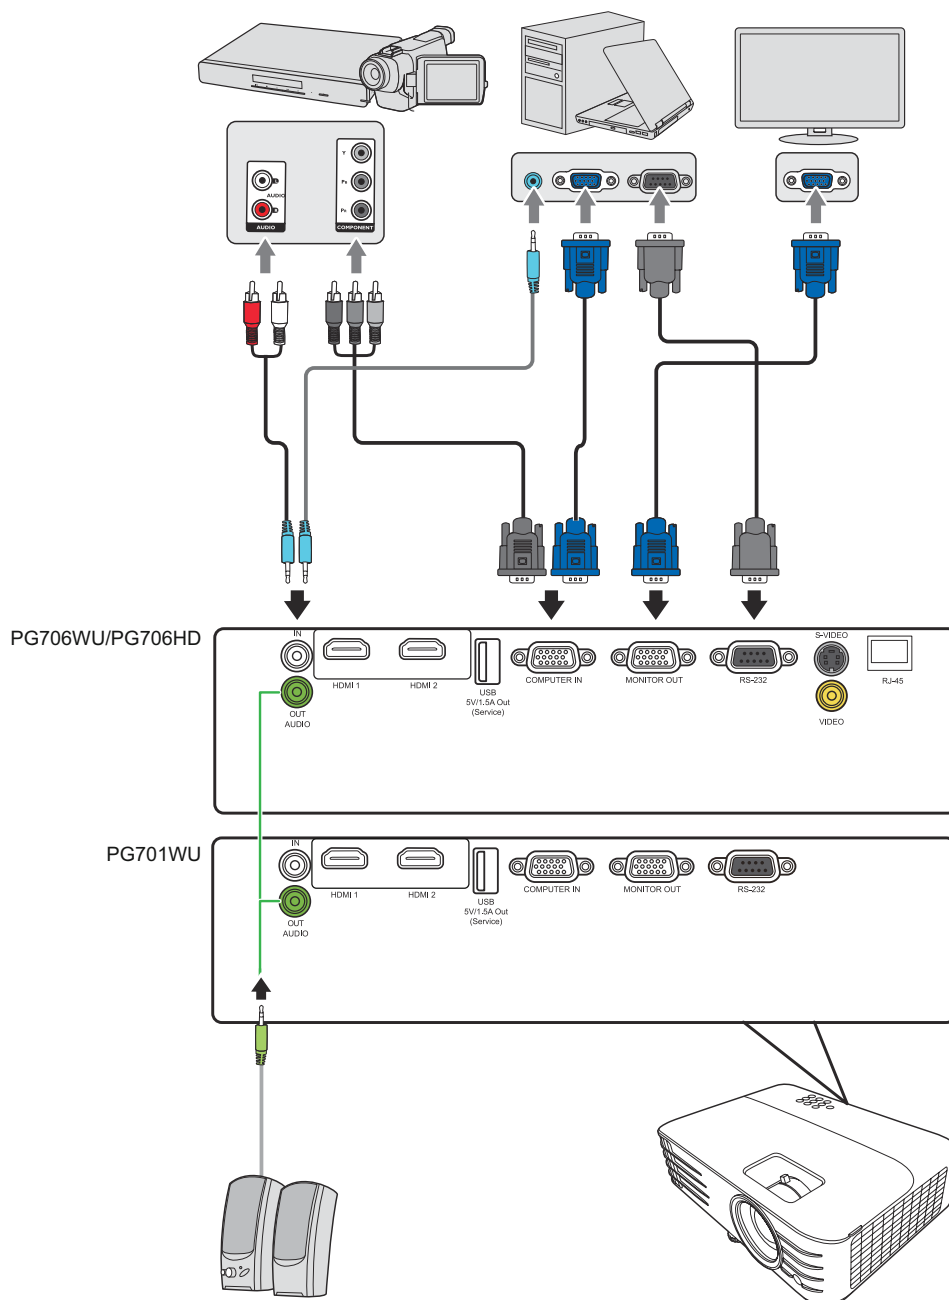 Y
PB
PR
AUDIO
AUDIO
COMPONENT
PG706WU/PG706HD
IN
OUT
AUDIO
HDMI 1
HDMI 2
USB
5V/1.5A Out
(Service)
COMPUTER IN
MONITOR OUT
RS-232
S-VIDEO
VIDEO
RJ-45
PG701WU
IN
OUT
AUDIO
HDMI 1
HDMI 2
USB
5V/1.5A Out
(Service)
COMPUTER IN
MONITOR OUT
RS-232